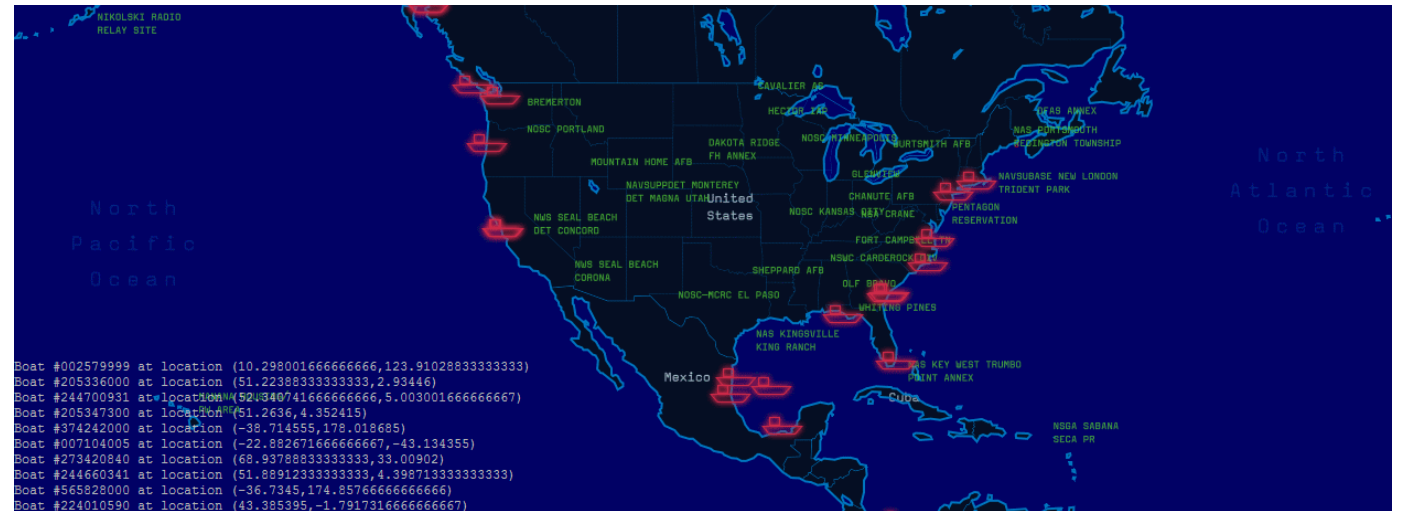 NIKOLSKI RADIO
RELAY SITE
CAVALIER AS
BREMERTON
HECTOR IAP
OFAS ANNEX
NOSC PORTLAND
NAS PORTSMOUTH
REDINGTON TOWNSHIP
NOSC MINNEAPOLIS
WURTSMITH AFB
DAKOTA RIDGE
FH ANNEX
North
Atlantic
Ocean
MOUNTAIN HOME AFB
GLENVIEW
NAVSUBASE NEW LONDON
TRIDENT PARK
NAVSUPPDET MONTEREY
DET MAGNA UTAH
United
States
CHANUTE AFB
North
Pacific
Ocean
PENTAGON
RESERVATION
NOSC KANSAS CITY
NSA CRANE
NWS SEAL BEACH
DET CONCORD
FORT CAMPBELL TN
NSWC CARDEROCK DIV
NWS SEAL BEACH
CORONA
SHEPPARD AFB
OLF BRAVO
NOSC-MCRC EL PASO
WHITING PINES
NAS KINGSVILLE
KING RANCH
NAS KEY WEST TRUMBO
POINT ANNEX
Mexico
Cuba
NSGA SABANA
SECA PR
Boat #002579999 at location (10.298001666666666,123.91028833333333)
Boat #205336000 at location (51.22388333333333,2.93446)
Boat #244700931 at location (52.340741666666666,5.003001666666667)
Boat #205347300 at location (51.2636,4.352415)
Boat #374242000 at location (-38.714555,178.018685)
Boat #007104005 at location (-22.882671666666667,-43.134355)
Boat #273420840 at location (68.93788833333333,33.00902)
Boat #244660341 at location (51.88912333333333,4.398713333333333)
Boat #565828000 at location (-36.7345,174.85766666666666)
Boat #224010590 at location (43.385395,-1.7917316666666667)